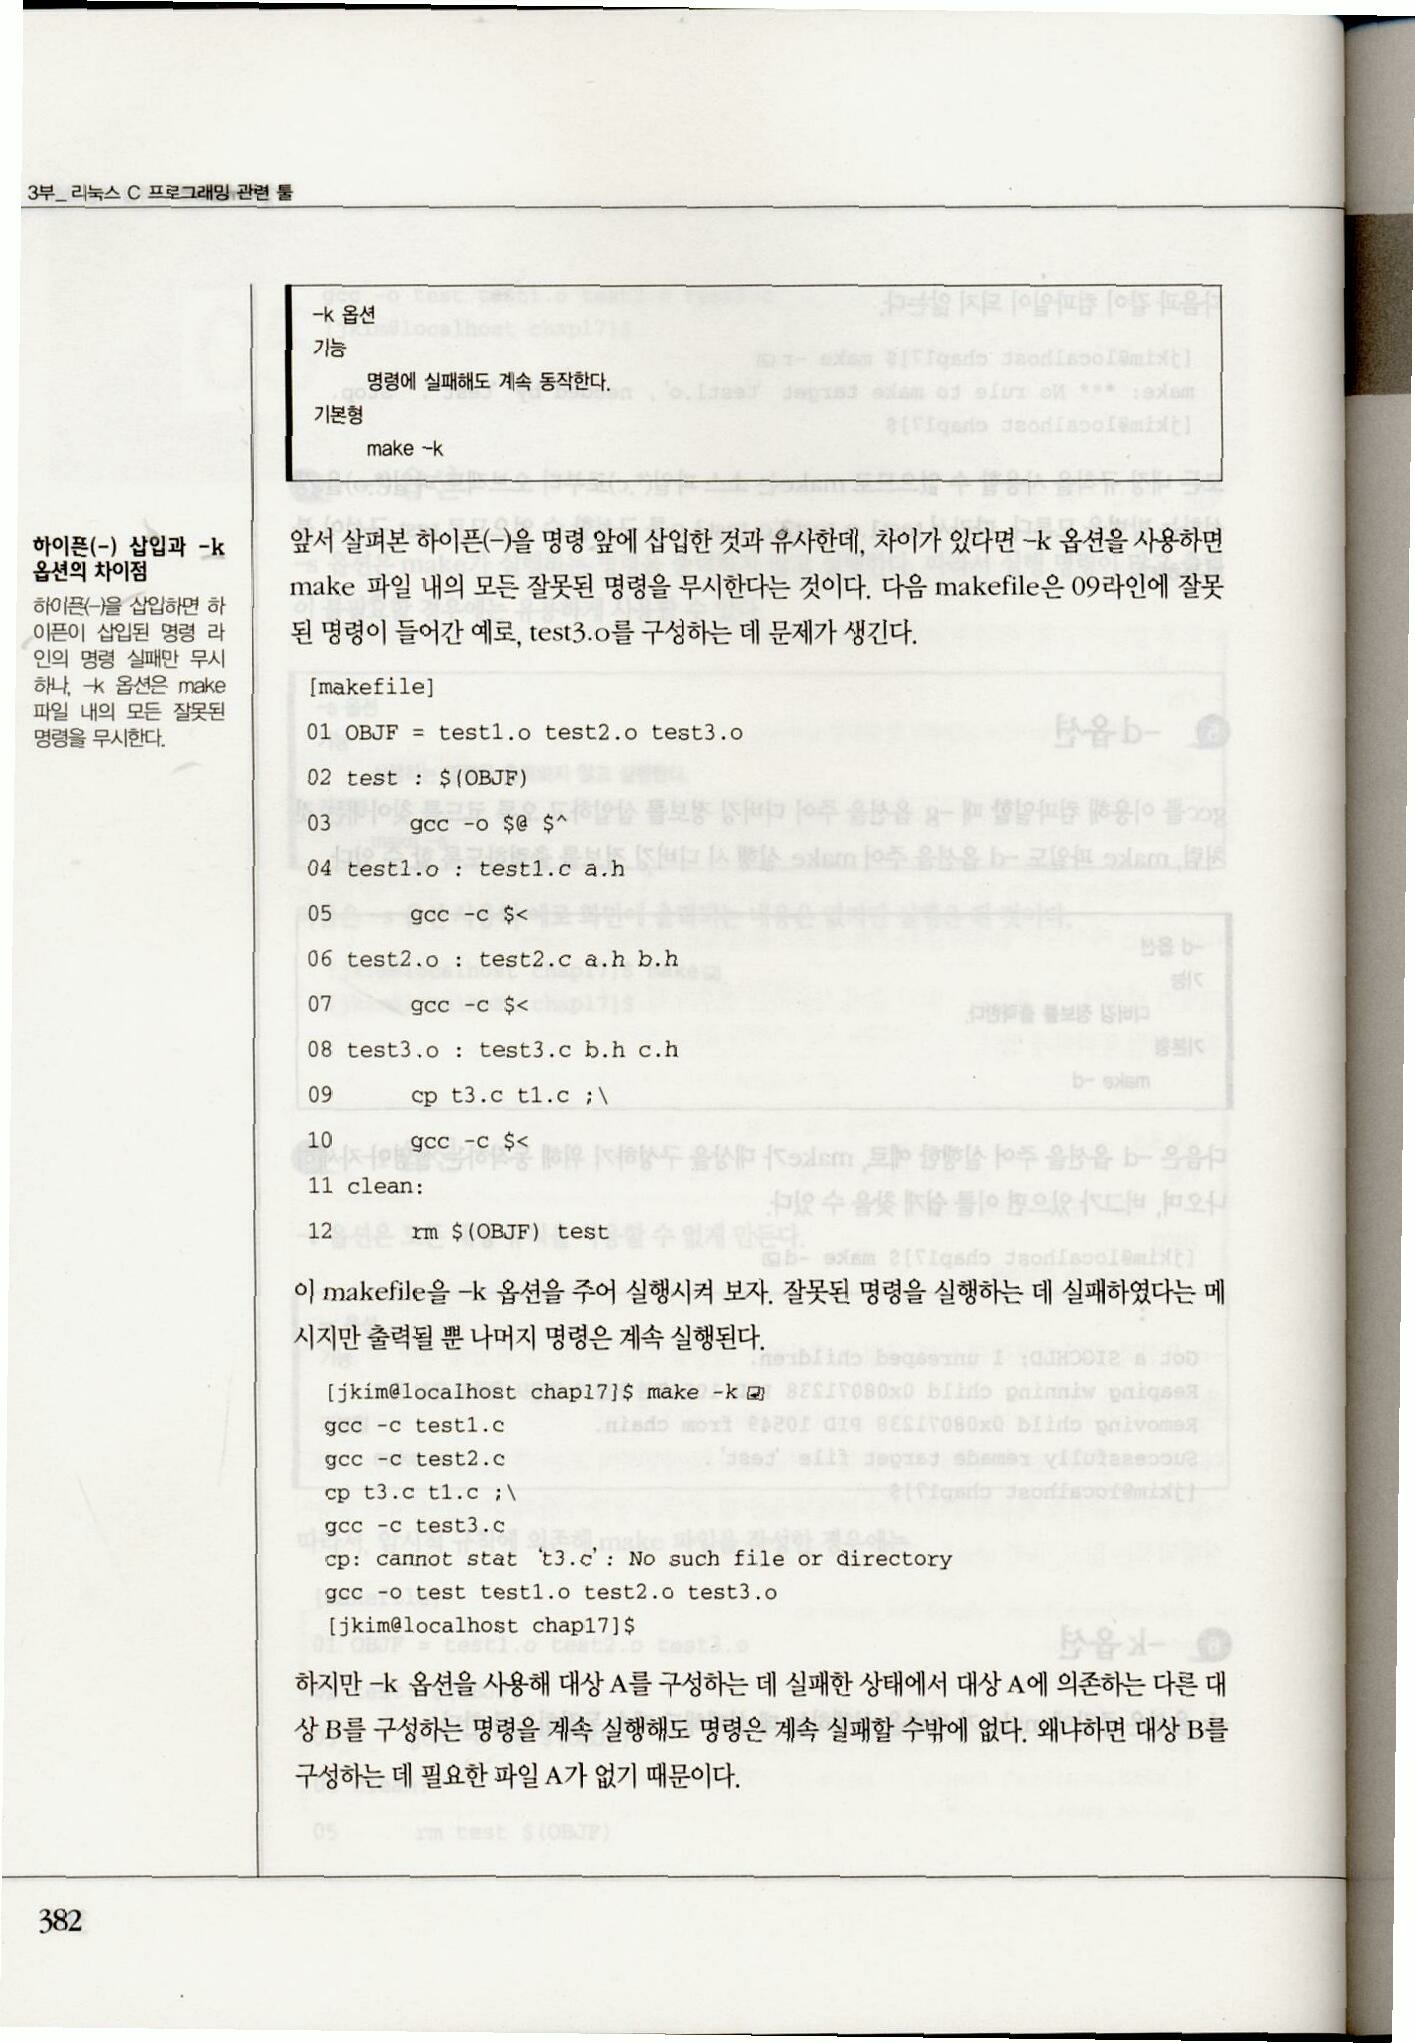 3부_ 리눅스 C 프로그래밍 관련 툴
-k 옵션
기능
명령에 실패해도 계속 동작한다.
기본형
make -k
하이픈(-) 삽입과 -k
옵션의 차이점
하이픈(-)을 삽입하면 하
이픈이 삽입된 명령 라
인의 명령 실패만 무시
하나, -k 옵션은 make
파일 내의 모든 잘못된
명령을 무시한다.
앞서 살펴본 하이픈(-)을 명령 앞에 삽입한 것과 유사한데, 차이가 있다면 -k 옵션을 사용하면
make 파일 내의 모든 잘못된 명령을 무시한다는 것이다. 다음 makefile은 09라인에 잘못
된 명령이 들어간 예로, test3.o를 구성하는 데 문제가 생긴다.
[makefile]
01 OBJF = test1.o test2.o test3.o
02 test : $(OBJF)
03 gcc -o $@ $^
04 test1.o : test1.c a.h
05 gcc -c $<
06 test2.o : test2.c a.h b.h
07 gcc -c $<
08 test3.o : test3.c b.h c.h
09 cp t3.c t1.c ;\
10 gcc -c $<
11 clean:
12 rm $(OBJF) test
이 makefile을 -k 옵션을 주어 실행시켜 보자. 잘못된 명령을 실행하는 데 실패하였다는 메
시지만 출력될 뿐 나머지 명령은 계속 실행된다.
[jkim@localhost chap17]$ make -k
gcc -c test1.c
gcc -c test2.c
cp t3.c t1.c ;\
gcc -c test3.c
cp: cannot stat 't3.c': No such file or directory
gcc -o test test1.o test2.o test3.o
[jkim@localhost chap17]$
하지만 -k 옵션을 사용해 대상 A를 구성하는 데 실패한 상태에서 대상 A에 의존하는 다른 대
상 B를 구성하는 명령을 계속 실행해도 명령은 계속 실패할 수밖에 없다. 왜냐하면 대상 B를
구성하는 데 필요한 파일 A가 없기 때문이다.
382